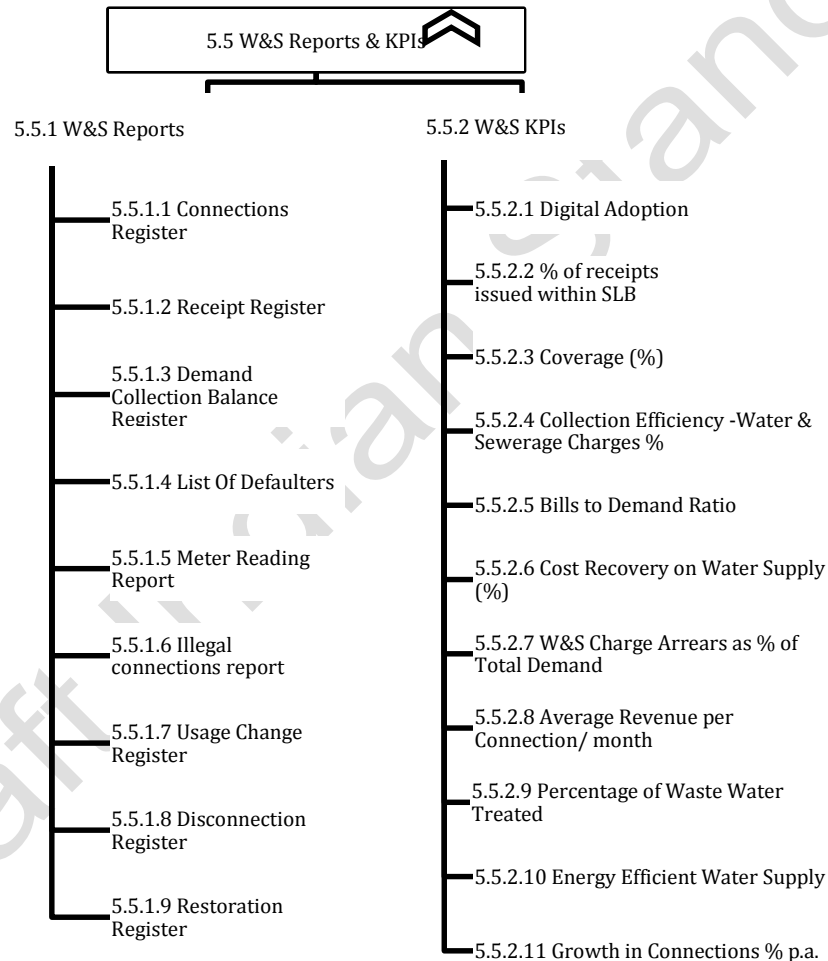 5.5 W&S Reports & KPIs
5.5.1 W&S Reports
5.5.1.1 Connections
Register
5.5.1.2 Receipt Register
5.5.1.3 Demand
Collection Balance
Register
5.5.1.4 List Of Defaulters
5.5.1.5 Meter Reading
Report
5.5.1.6 Illegal
connections report
5.5.1.7 Usage Change
Register
5.5.1.8 Disconnection
Register
5.5.1.9 Restoration
Register
5.5.2 W&S KPIs
5.5.2.1 Digital Adoption
5.5.2.2 % of receipts
issued within SLB
5.5.2.3 Coverage (%)
5.5.2.4 Collection Efficiency -Water &
Sewerage Charges %
5.5.2.5 Bills to Demand Ratio
5.5.2.6 Cost Recovery on Water Supply
(%)
5.5.2.7 W&S Charge Arrears as % of
Total Demand
5.5.2.8 Average Revenue per
Connection/ month
5.5.2.9 Percentage of Waste Water
Treated
5.5.2.10 Energy Efficient Water Supply
5.5.2.11 Growth in Connections % p.a.